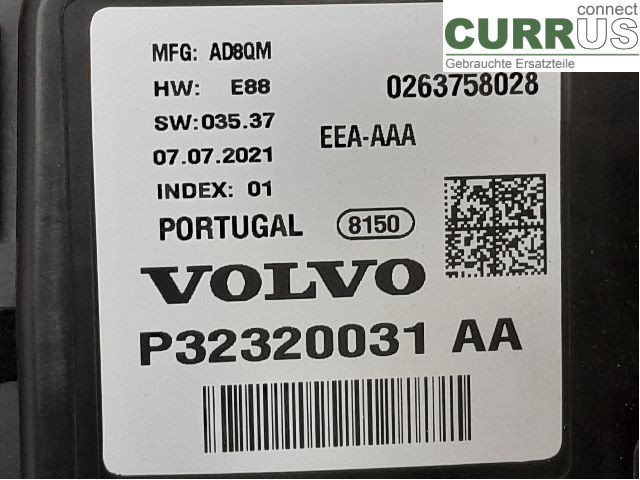 connect
CURRUS
Gebrauchte Ersatzteile
MFG: AD8QM
HW: E88
0263758028
SW:035.37
EEA-AAA
07.07.2021
INDEX: 01
PORTUGAL 8150
VOLVO
P32320031 AA